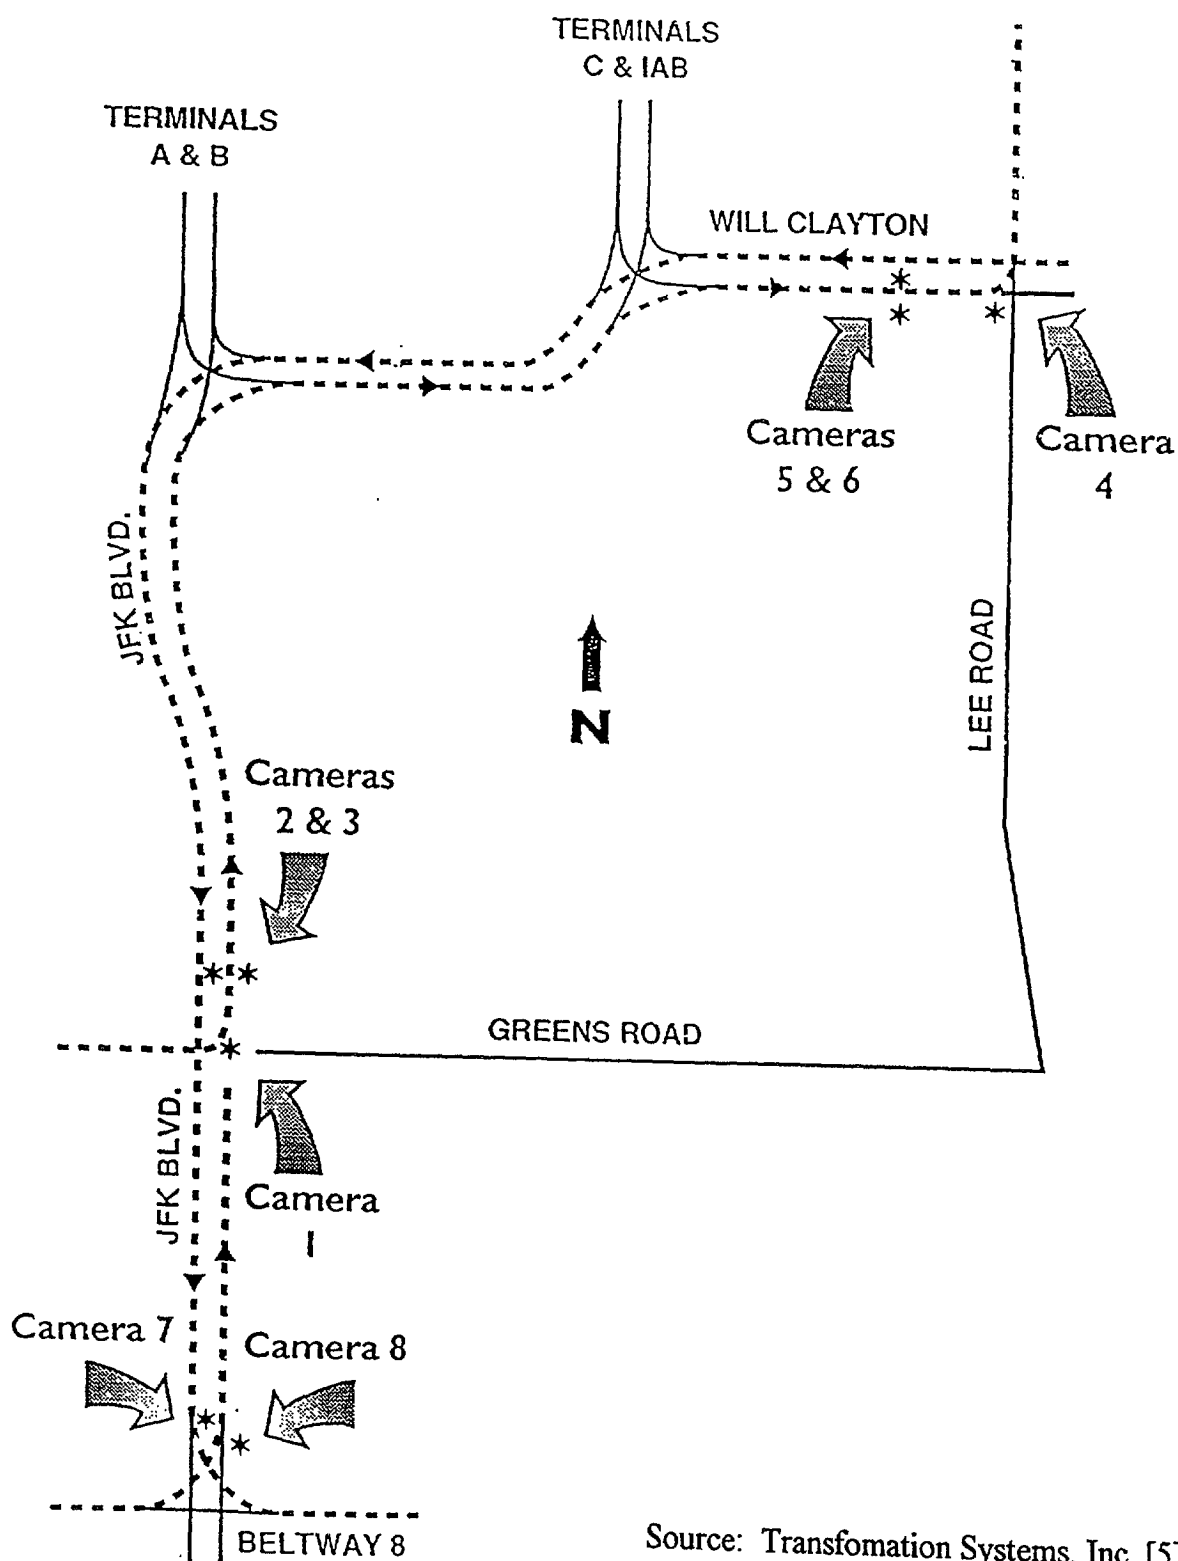 TERMINALS
C & IAB
TERMINALS
A & B
WILL CLAYTON
Cameras
5 & 6
Camera
4
JFK BLVD.
LEE ROAD
N
Cameras
2 & 3
GREENS ROAD
JFK BLVD.
Camera
1
Camera 7
Camera 8
BELTWAY 8
Source: Transfomation Systems, Inc. [5]